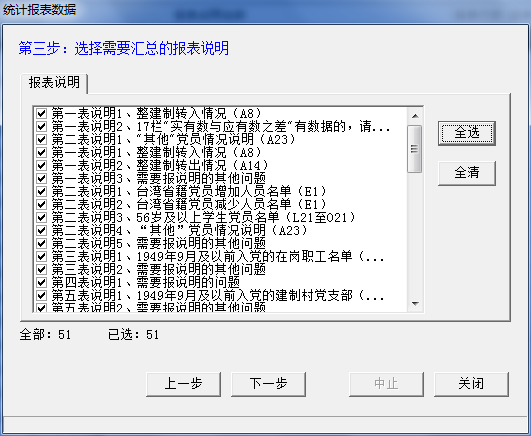 统计报表数据
第三步：选择需要汇总的报表说明
报表说明
第一表说明1、整建制转入情况（A8）
第一表说明2、17栏"实有数与应有数之差"有数据的，请...
第二表说明1、"其他"党员情况说明（A23）
第一表说明1、整建制转入情况（A8）
第一表说明2、整建制转出情况（A14）
第一表说明3、需要报说明的其他问题
第二表说明1、台湾省籍党员增加人员名单（E1）
第二表说明2、台湾省籍党员减少人员名单（E1）
第二表说明3、56岁及以上学生党员名单（L21至O21）
第二表说明4、“其他”党员情况说明（A23）
第二表说明5、需要报说明的其他问题
第三表说明1、1949年9月及以前入党的在岗职工名单（...
第三表说明2、需要报说明的其他问题
第四表说明1、需要报说明的问题
第五表说明1、1949年9月及以前入党的建制村党支部（...
第五表说明2、需要报说明的其他问题
全选
全清
全部：51 已选：51
上一步 下一步 中止 关闭